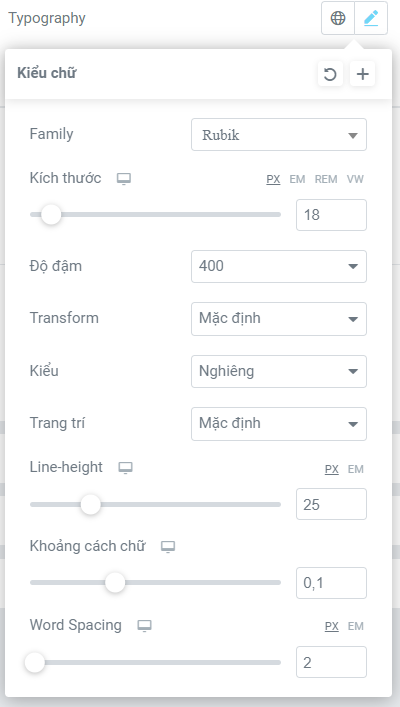 Typography
Kiểu chữ
Family Rubik
Kích thước PX EM REM VW
18
Độ đậm 400
Transform Mặc định
Kiểu Nghiêng
Trang trí Mặc định
Line-height PX EM
25
Khoảng cách chữ
0,1
Word Spacing PX EM
2